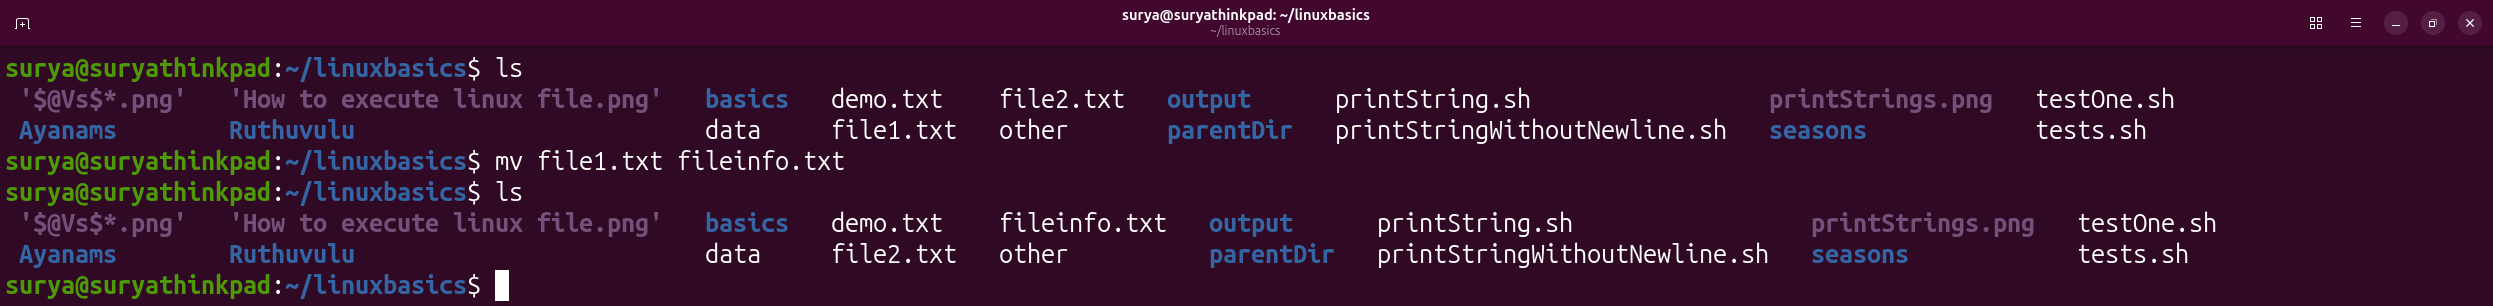 surya@suryathinkpad: ~/linuxbasics
~/linuxbasics
surya@suryathinkpad:~/linuxbasics$ ls
'$@Vs$*.png' 'How to execute linux file.png' basics demo.txt file2.txt output printString.sh printStrings.png testOne.sh
Ayanams Ruthuvulu data file1.txt other parentDir printStringWithoutNewline.sh seasons tests.sh
surya@suryathinkpad:~/linuxbasics$ mv file1.txt fileinfo.txt
surya@suryathinkpad:~/linuxbasics$ ls
'$@Vs$*.png' 'How to execute linux file.png' basics demo.txt fileinfo.txt output printString.sh printStrings.png testOne.sh
Ayanams Ruthuvulu data file2.txt other parentDir printStringWithoutNewline.sh seasons tests.sh
surya@suryathinkpad:~/linuxbasics$